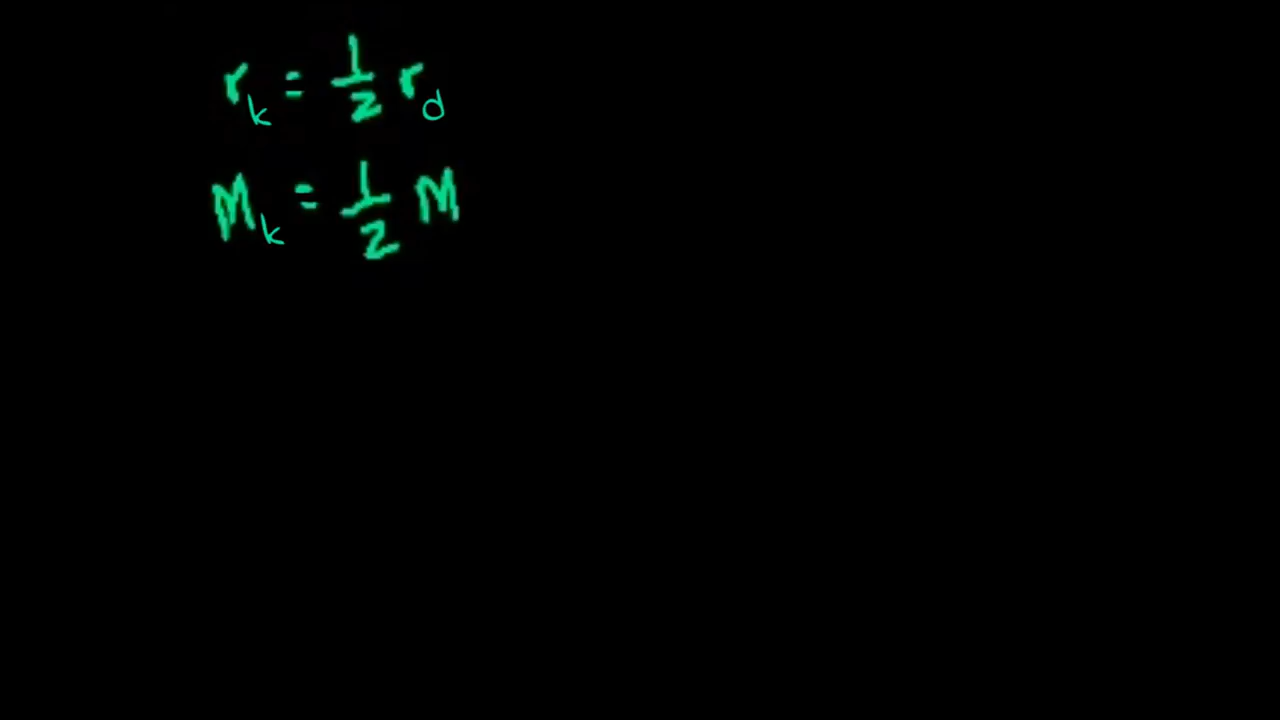 r_k = 1/2 r_d
M_k = 1/2 M